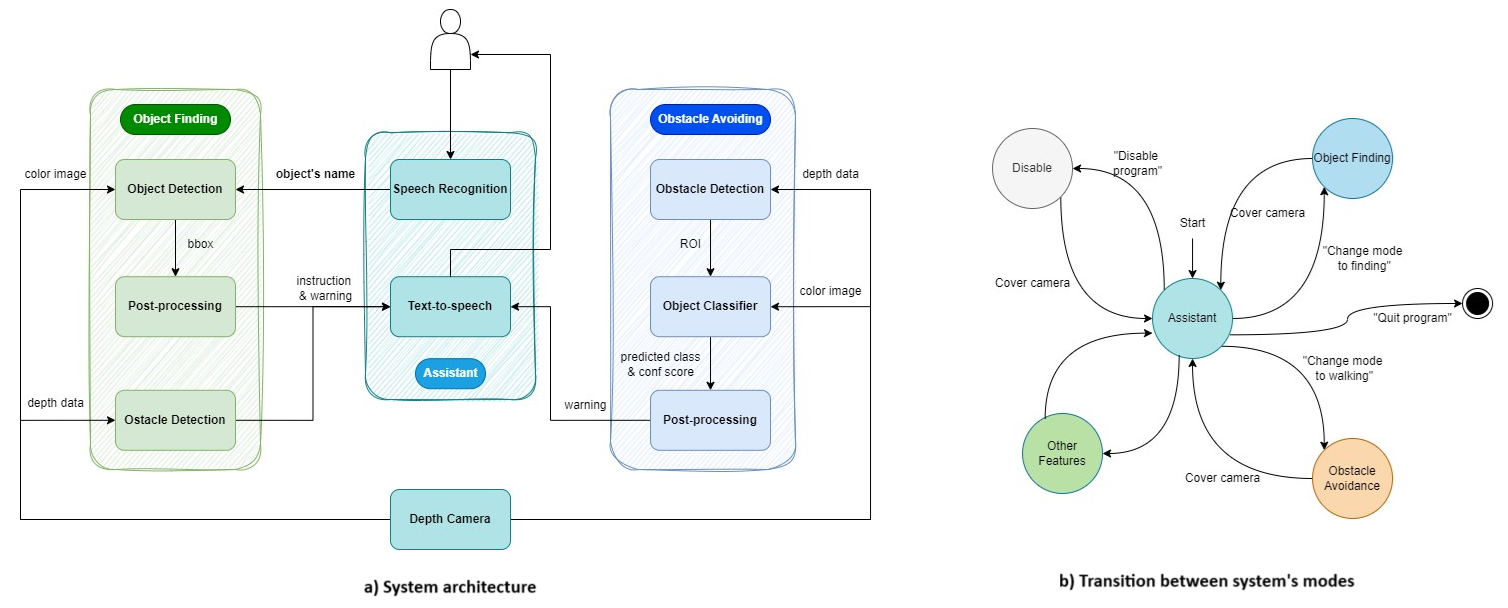 Object Finding
Obstacle Avoiding
color image
Object Detection
object's name
Speech Recognition
Obstacle Detection
depth data
bbox
ROI
Post-processing
instruction
& warning
Text-to-speech
Object Classifier
color image
predicted class
& conf score
Assistant
depth data
Ostacle Detection
warning
Post-processing
Depth Camera
a) System architecture
Disable
"Disable
program"
Object Finding
Cover camera
Start
"Change mode
to finding"
Cover camera
Assistant
"Quit program"
"Change mode
to walking"
Other
Features
Cover camera
Obstacle
Avoidance
b) Transition between system's modes